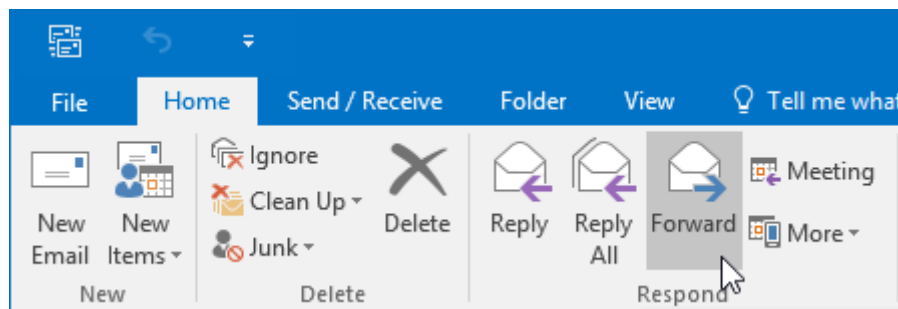 File Home Send / Receive Folder View Tell me what
Ignore
Clean Up
Junk
Delete
New Email
New Items
Reply
Reply All
Forward
Meeting
More
New Delete Respond